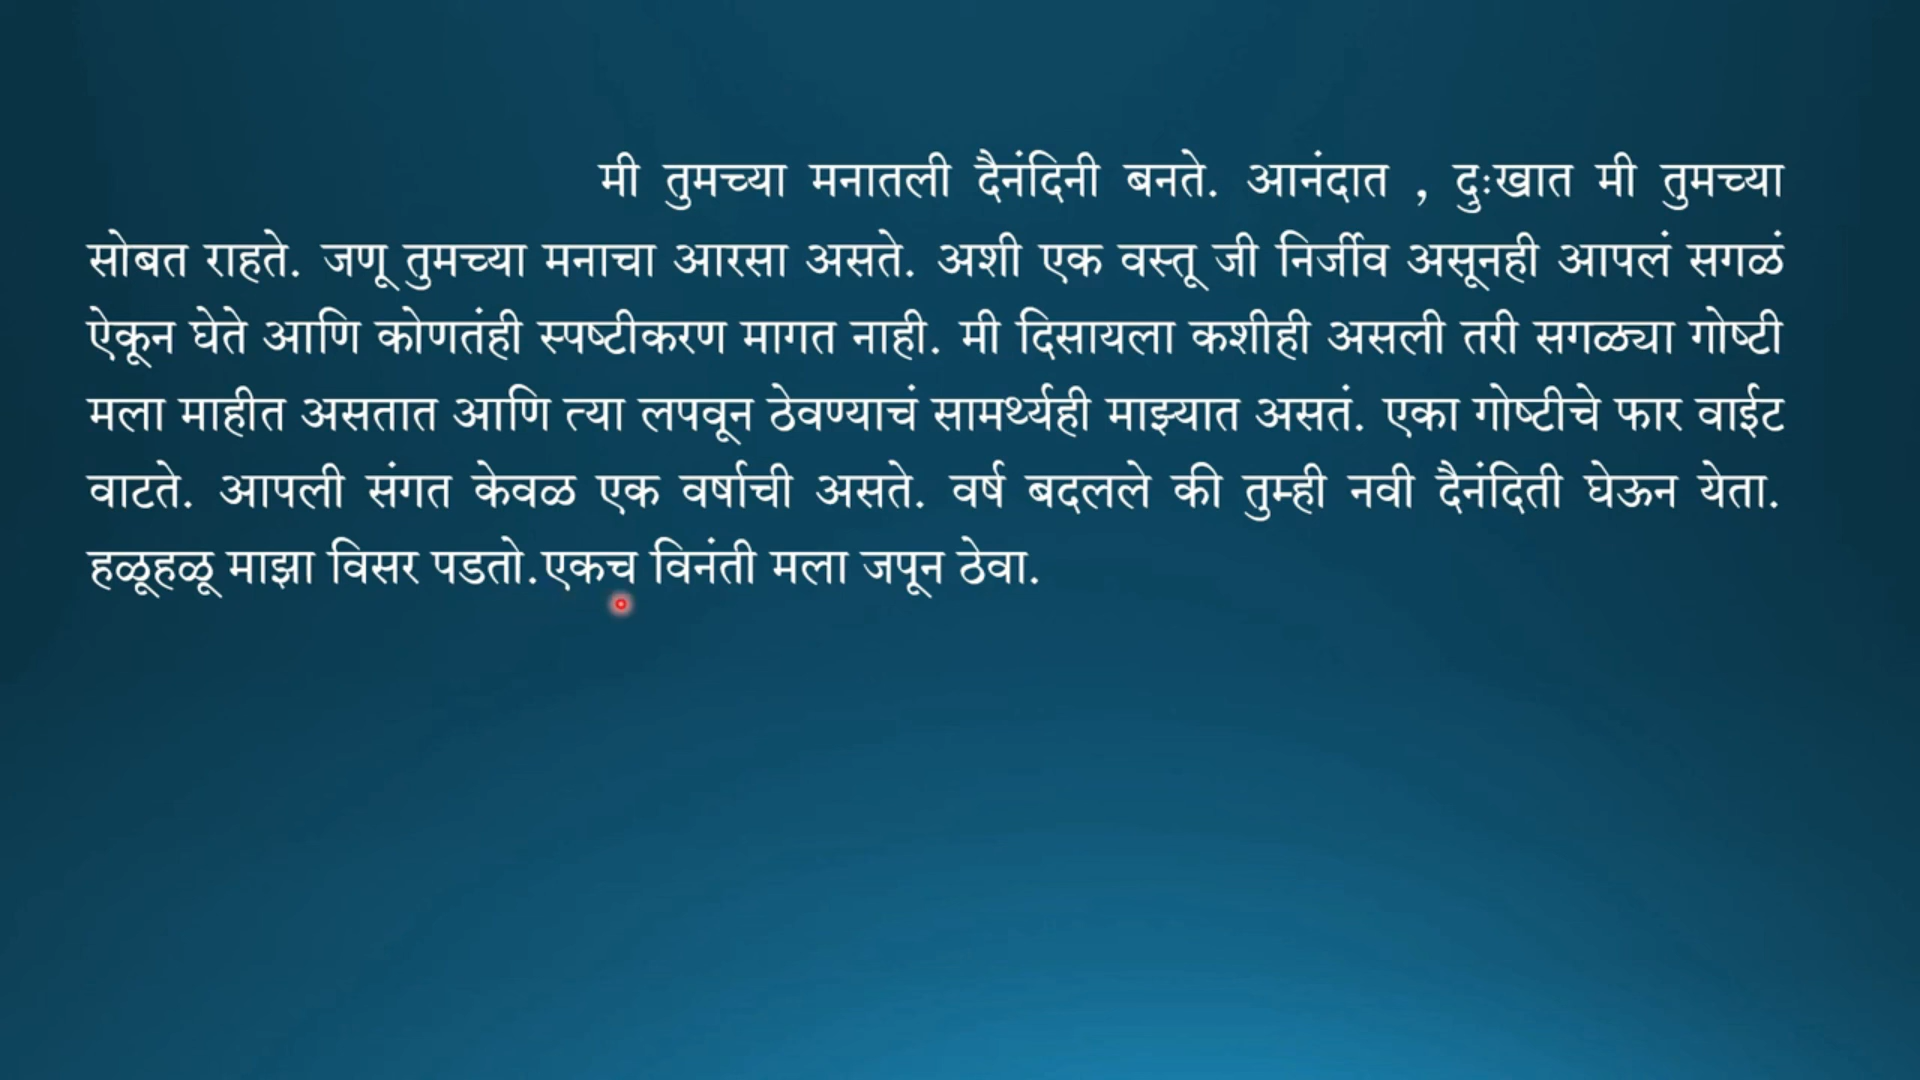 मी तुमच्या मनातली दैनंदिनी बनते. आनंदात , दुःखात मी तुमच्या
सोबत राहते. जणू तुमच्या मनाचा आरसा असते. अशी एक वस्तू जी निर्जीव असूनही आपलं सगळं
ऐकून घेते आणि कोणतंही स्पष्टीकरण मागत नाही. मी दिसायला कशीही असली तरी सगळ्या गोष्टी
मला माहीत असतात आणि त्या लपवून ठेवण्याचं सामर्थ्यही माझ्यात असतं. एका गोष्टीचे फार वाईट
वाटते. आपली संगत केवळ एक वर्षाची असते. वर्ष बदलले की तुम्ही नवी दैनंदिती घेऊन येता.
हळूहळू माझा विसर पडतो.एकच विनंती मला जपून ठेवा.